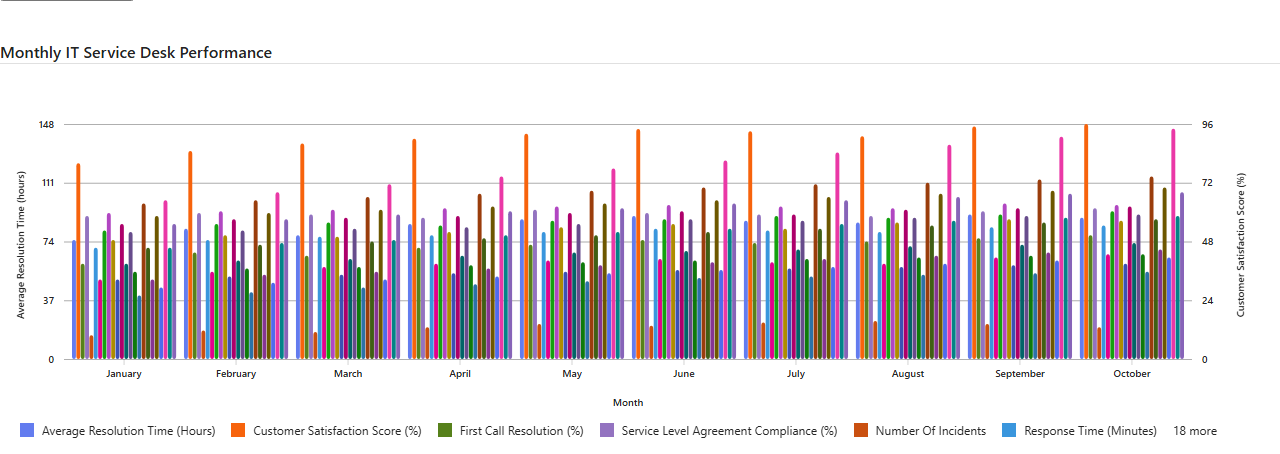 Monthly IT Service Desk Performance
148
111
74
37
0
Average Resolution Time (hours)
96
72
48
24
0
Customer Satisfaction Score (%)
January February March April May June July August September October
Month
Average Resolution Time (Hours) Customer Satisfaction Score (%) First Call Resolution (%) Service Level Agreement Compliance (%) Number Of Incidents Response Time (Minutes) 18 more